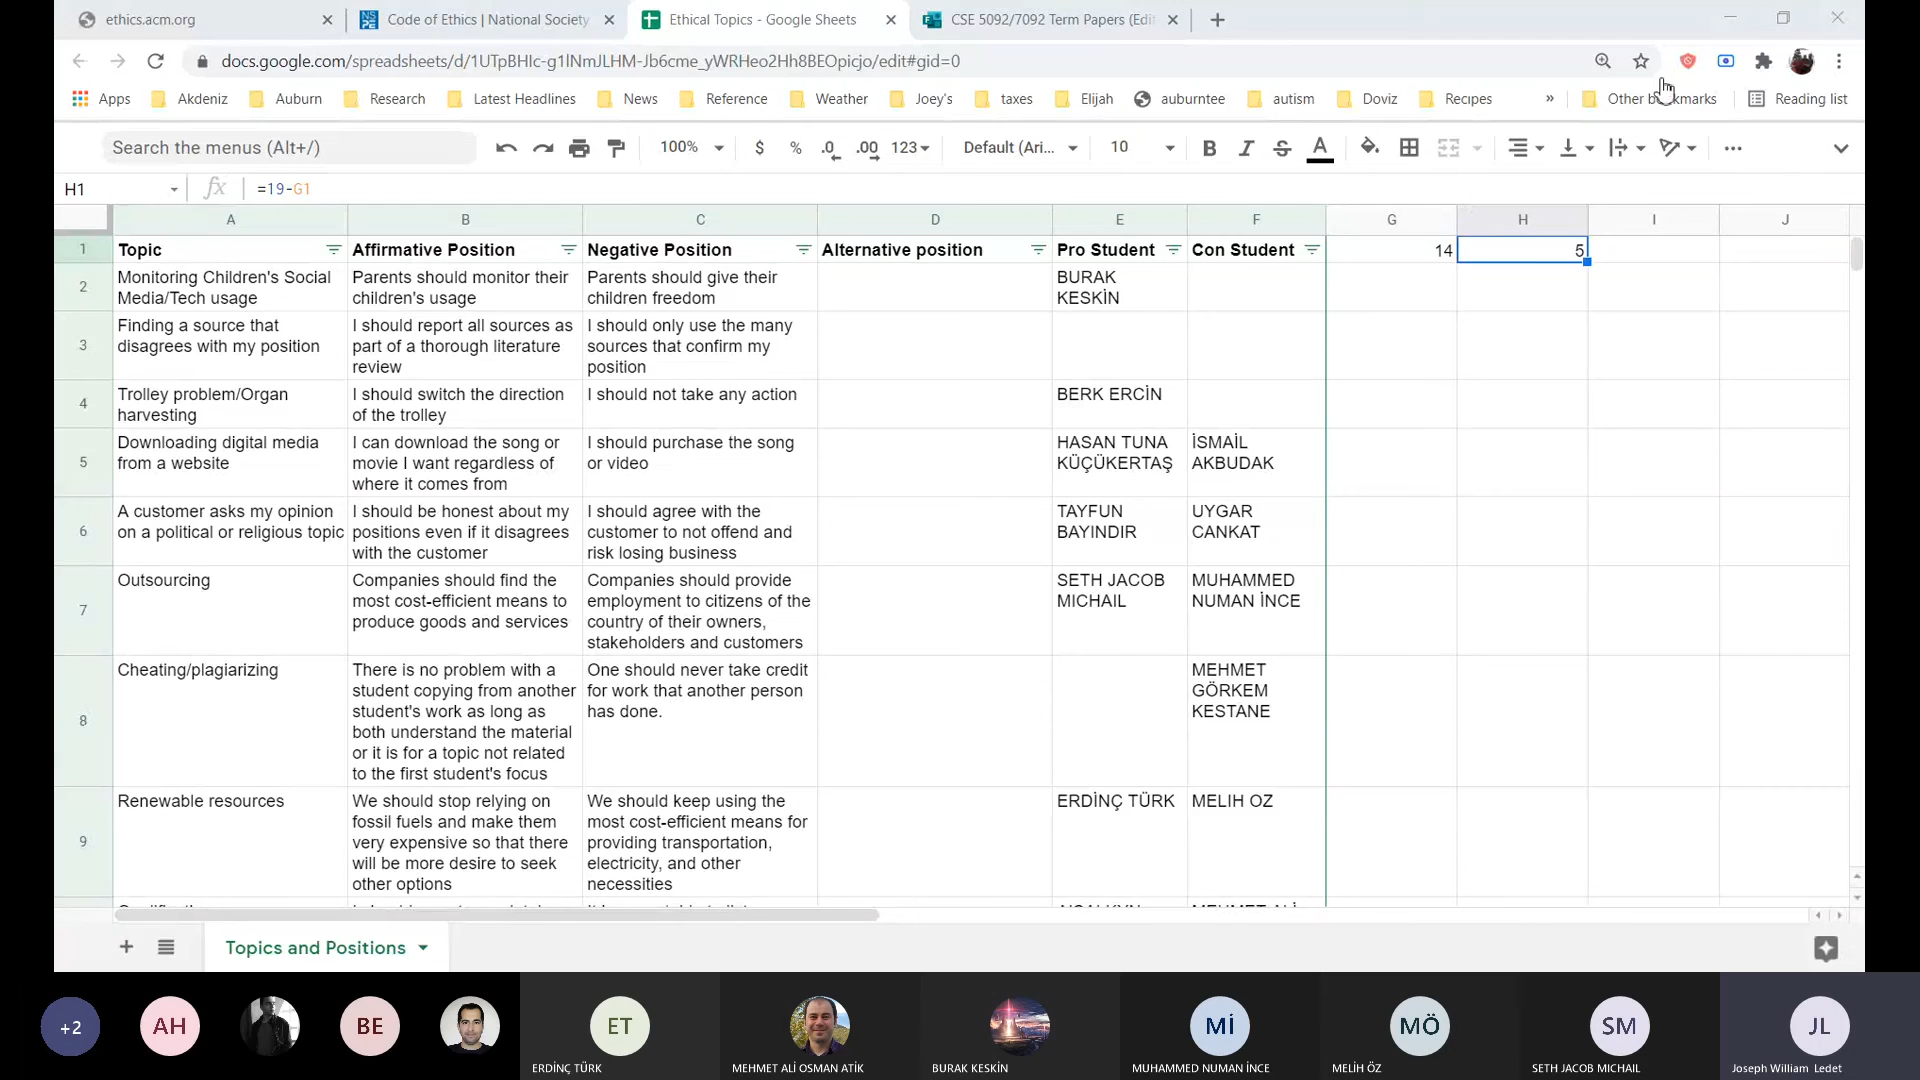 ethics.acm.org
Code of Ethics | National Society
Ethical Topics - Google Sheets
CSE 5092/7092 Term Papers (Edit
docs.google.com/spreadsheets/d/1UTpBHIc-g1lNmJLHM-Jb6cme_yWRHeo2Hh8BEOpicjo/edit#gid=0
Apps Akdeniz Auburn Research Latest Headlines News Reference Weather Joey's taxes Elijah auburntee autism Doviz Recipes » Other bookmarks Reading list
Search the menus (Alt+/) 100% $ % .0 .00 123 Default (Ari... 10 B I S A
H1 fx =19-G1
A B C D E F G H I J
1 Topic Affirmative Position Negative Position Alternative position Pro Student Con Student 14 5
2
Monitoring Children's Social
Media/Tech usage
Parents should monitor their
children's usage
Parents should give their
children freedom
BURAK
KESKİN
3
Finding a source that
disagrees with my position
I should report all sources as
part of a thorough literature
review
I should only use the many
sources that confirm my
position
4
Trolley problem/Organ
harvesting
I should switch the direction
of the trolley
I should not take any action
BERK ERCİN
5
Downloading digital media
from a website
I can download the song or
movie I want regardless of
where it comes from
I should purchase the song
or video
HASAN TUNA
KÜÇÜKERTAŞ
İSMAİL
AKBUDAK
6
A customer asks my opinion
on a political or religious topic
I should be honest about my
positions even if it disagrees
with the customer
I should agree with the
customer to not offend and
risk losing business
TAYFUN
BAYINDIR
UYGAR
CANKAT
7
Outsourcing
Companies should find the
most cost-efficient means to
produce goods and services
Companies should provide
employment to citizens of the
country of their owners,
stakeholders and customers
SETH JACOB
MICHAIL
MUHAMMED
NUMAN İNCE
8
Cheating/plagiarizing
There is no problem with a
student copying from another
student's work as long as
both understand the material
or it is for a topic not related
to the first student's focus
One should never take credit
for work that another person
has done.
MEHMET
GÖRKEM
KESTANE
9
Renewable resources
We should stop relying on
fossil fuels and make them
very expensive so that there
will be more desire to seek
other options
We should keep using the
most cost-efficient means for
providing transportation,
electricity, and other
necessities
ERDİNÇ TÜRK
MELIH OZ
Topics and Positions
+2 AH BE ET Mİ MÖ SM JL
ERDİNÇ TÜRK MEHMET ALİ OSMAN ATİK BURAK KESKİN MUHAMMED NUMAN İNCE MELİH ÖZ SETH JACOB MICHAIL Joseph William Ledet